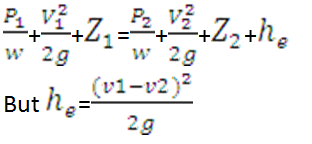 P₁/w + v₁²/2g + Z₁ = P₂/w + v₂²/2g + Z₂ + hₑ
But hₑ = (v1−v2)²/2g